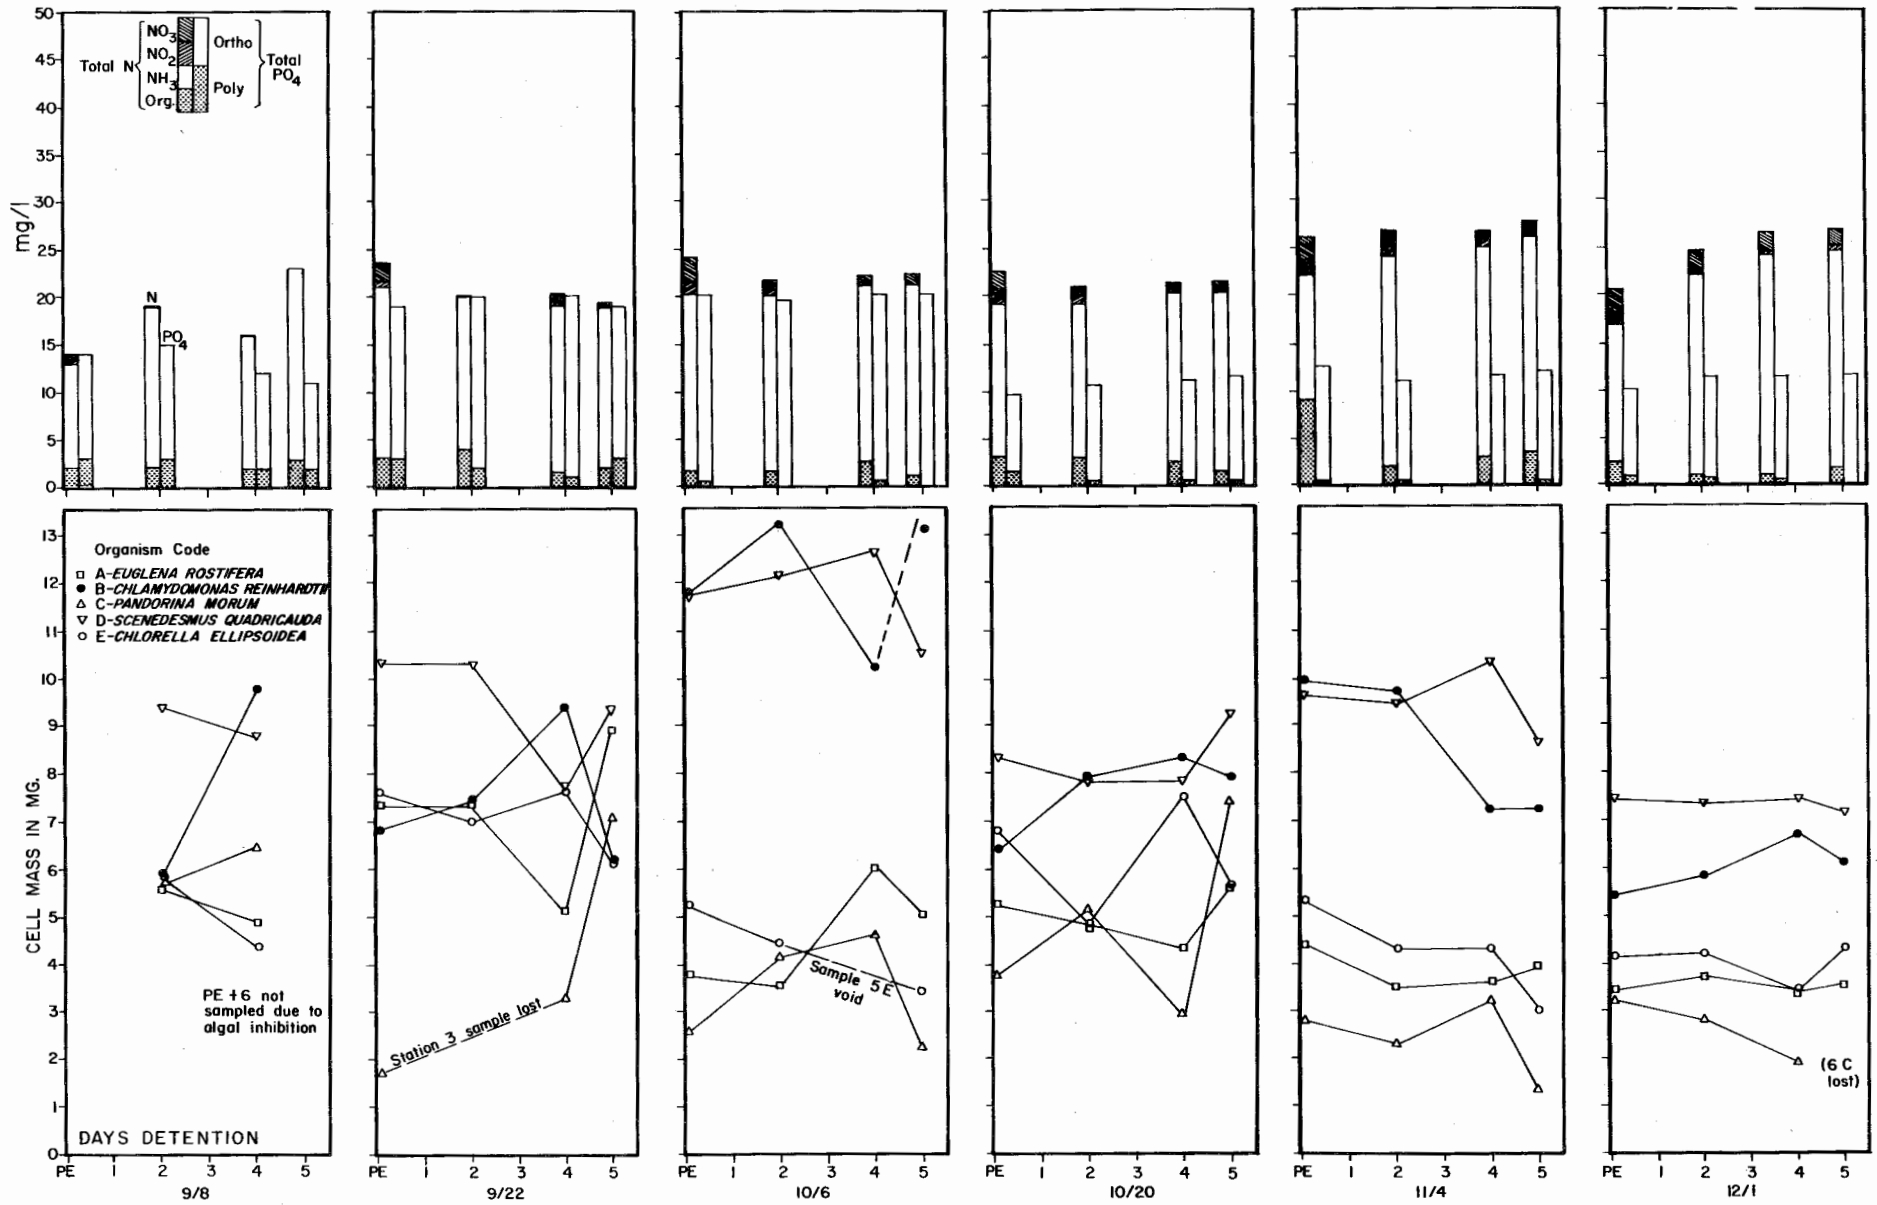 50
45
40
35
30
25
20
15
10
5
0
mg/l
Total N
NO3
NO2
NH3
Org.
Ortho
Poly
Total
PO4
N
PO4
13
12
11
10
9
8
7
6
5
4
3
2
1
0
CELL MASS IN MG.
Organism Code
A-EUGLENA ROSTIFERA
B-CHLAMYDOMONAS REINHARDTII
C-PANDORINA MORUM
D-SCENEDESMUS QUADRICAUDA
E-CHLORELLA ELLIPSOIDEA
PE +6 not
sampled due to
algal inhibition
DAYS DETENTION
Station 3 sample lost
Sample 5E
void
(6 C
lost)
PE 1 2 3 4 5
9/8
PE 1 2 3 4 5
9/22
PE 1 2 3 4 5
10/6
PE 1 2 3 4 5
10/20
PE 1 2 3 4 5
11/4
PE 1 2 3 4 5
12/1